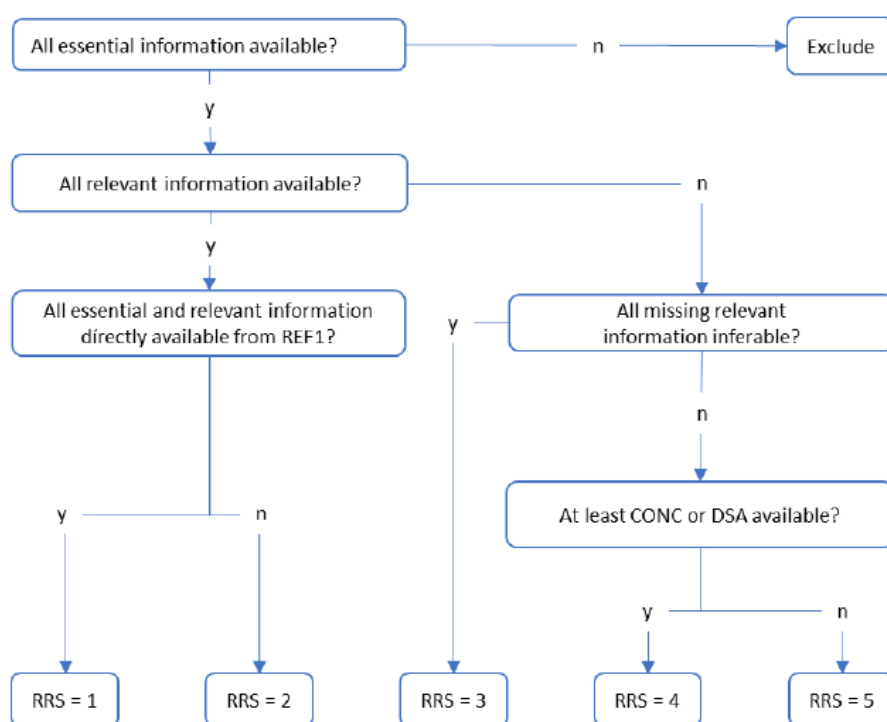 All essential information available?
n
Exclude
y
All relevant information available?
n
y
All essential and relevant information
directly available from REF1?
y
All missing relevant
information inferable?
n
At least CONC or DSA available?
y
n
y
n
RRS = 1
RRS = 2
RRS = 3
RRS = 4
RRS = 5